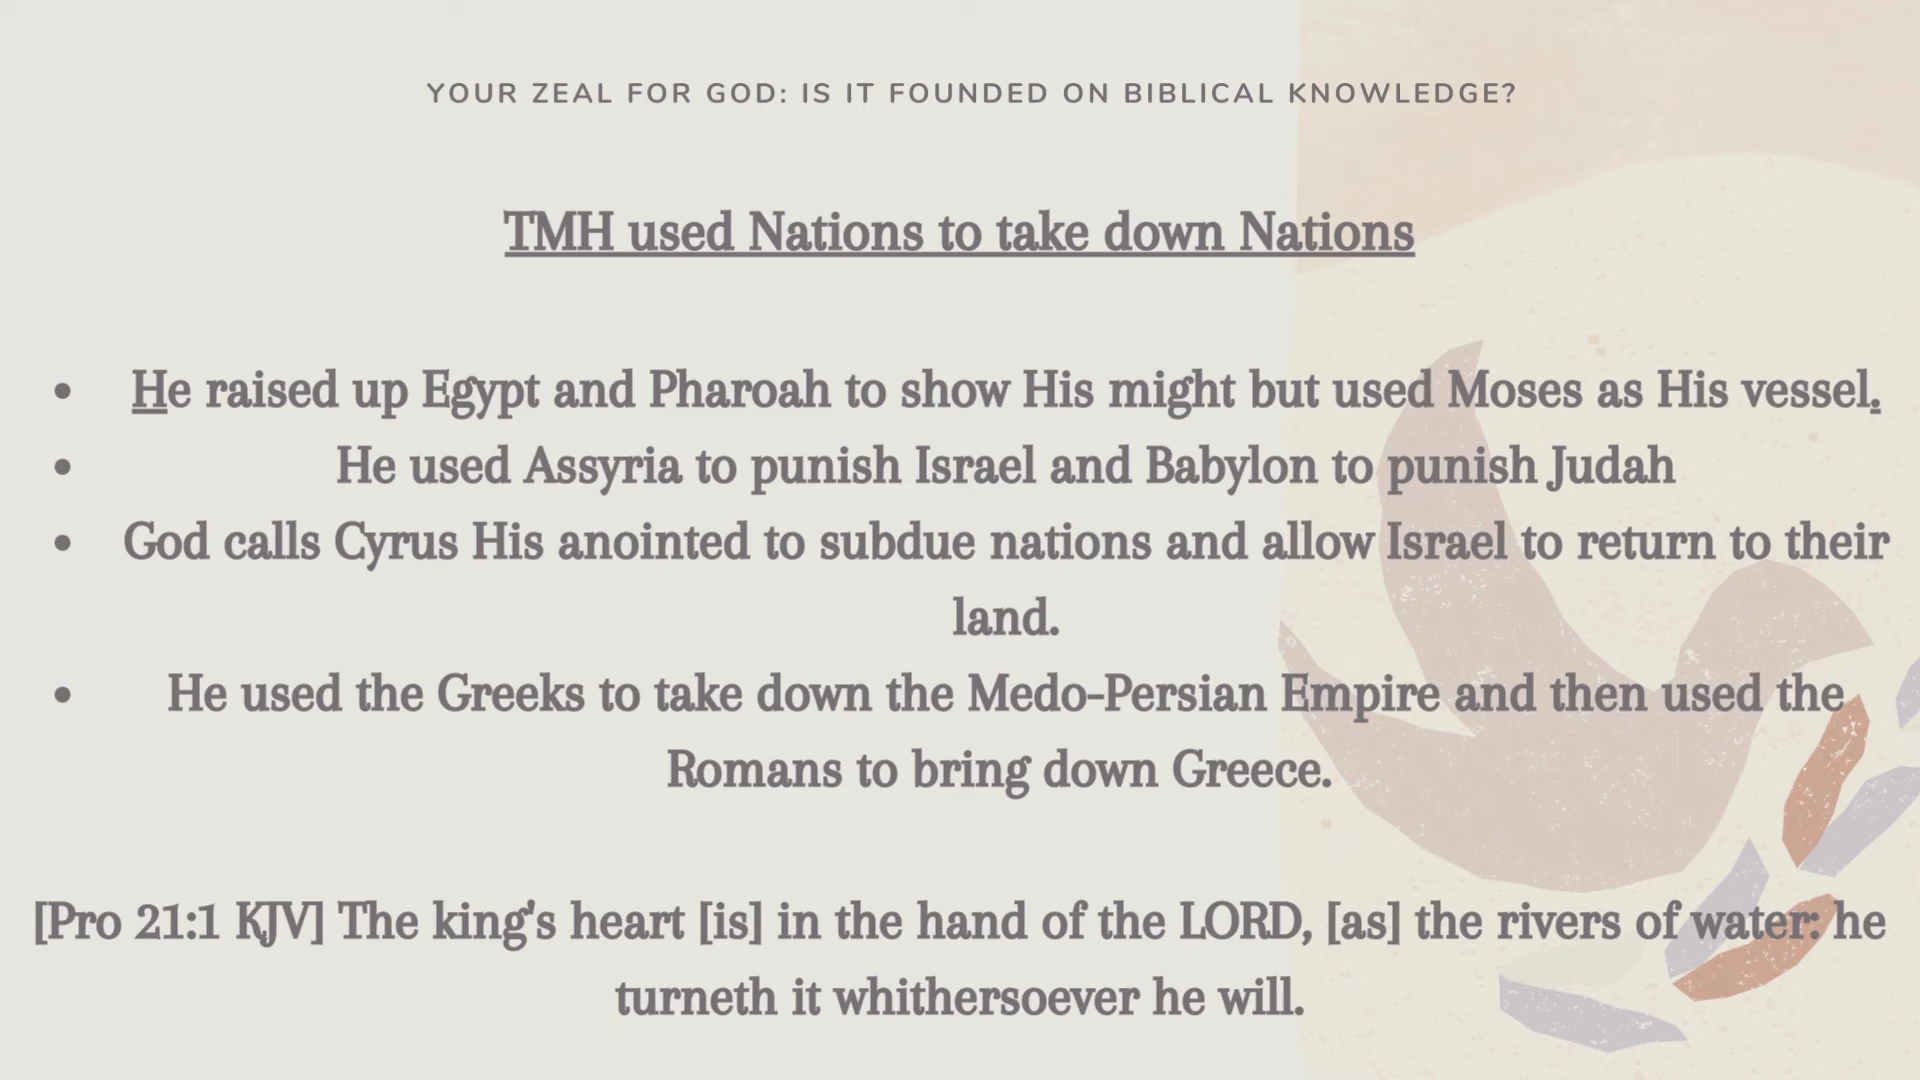 YOUR ZEAL FOR GOD: IS IT FOUNDED ON BIBLICAL KNOWLEDGE?
TMH used Nations to take down Nations
• He raised up Egypt and Pharoah to show His might but used Moses as His vessel.
• He used Assyria to punish Israel and Babylon to punish Judah
• God calls Cyrus His anointed to subdue nations and allow Israel to return to their
land.
• He used the Greeks to take down the Medo-Persian Empire and then used the
Romans to bring down Greece.
[Pro 21:1 KJV] The king's heart [is] in the hand of the LORD, [as] the rivers of water: he
turneth it whithersoever he will.